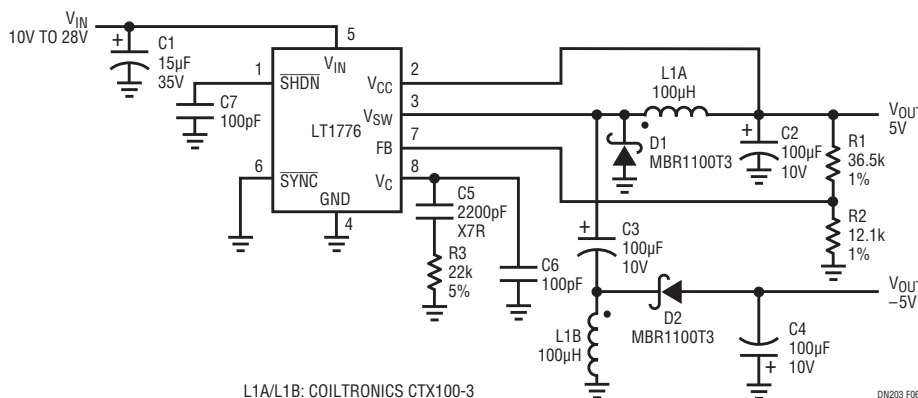 VIN
10V TO 28V
C1
15µF
35V
5
VIN
1
SHDN
C7
100pF
LT1776
VCC
2
VSW
3
FB
7
VC
8
6
SYNC
GND
4
L1A
100µH
D1
MBR1100T3
C2
100µF
10V
VOUT
5V
R1
36.5k
1%
R2
12.1k
1%
C5
2200pF
X7R
R3
22k
5%
C6
100pF
C3
100µF
10V
D2
MBR1100T3
L1B
100µH
VOUT
–5V
C4
100µF
10V
L1A/L1B: COILTRONICS CTX100-3
DN203 F06